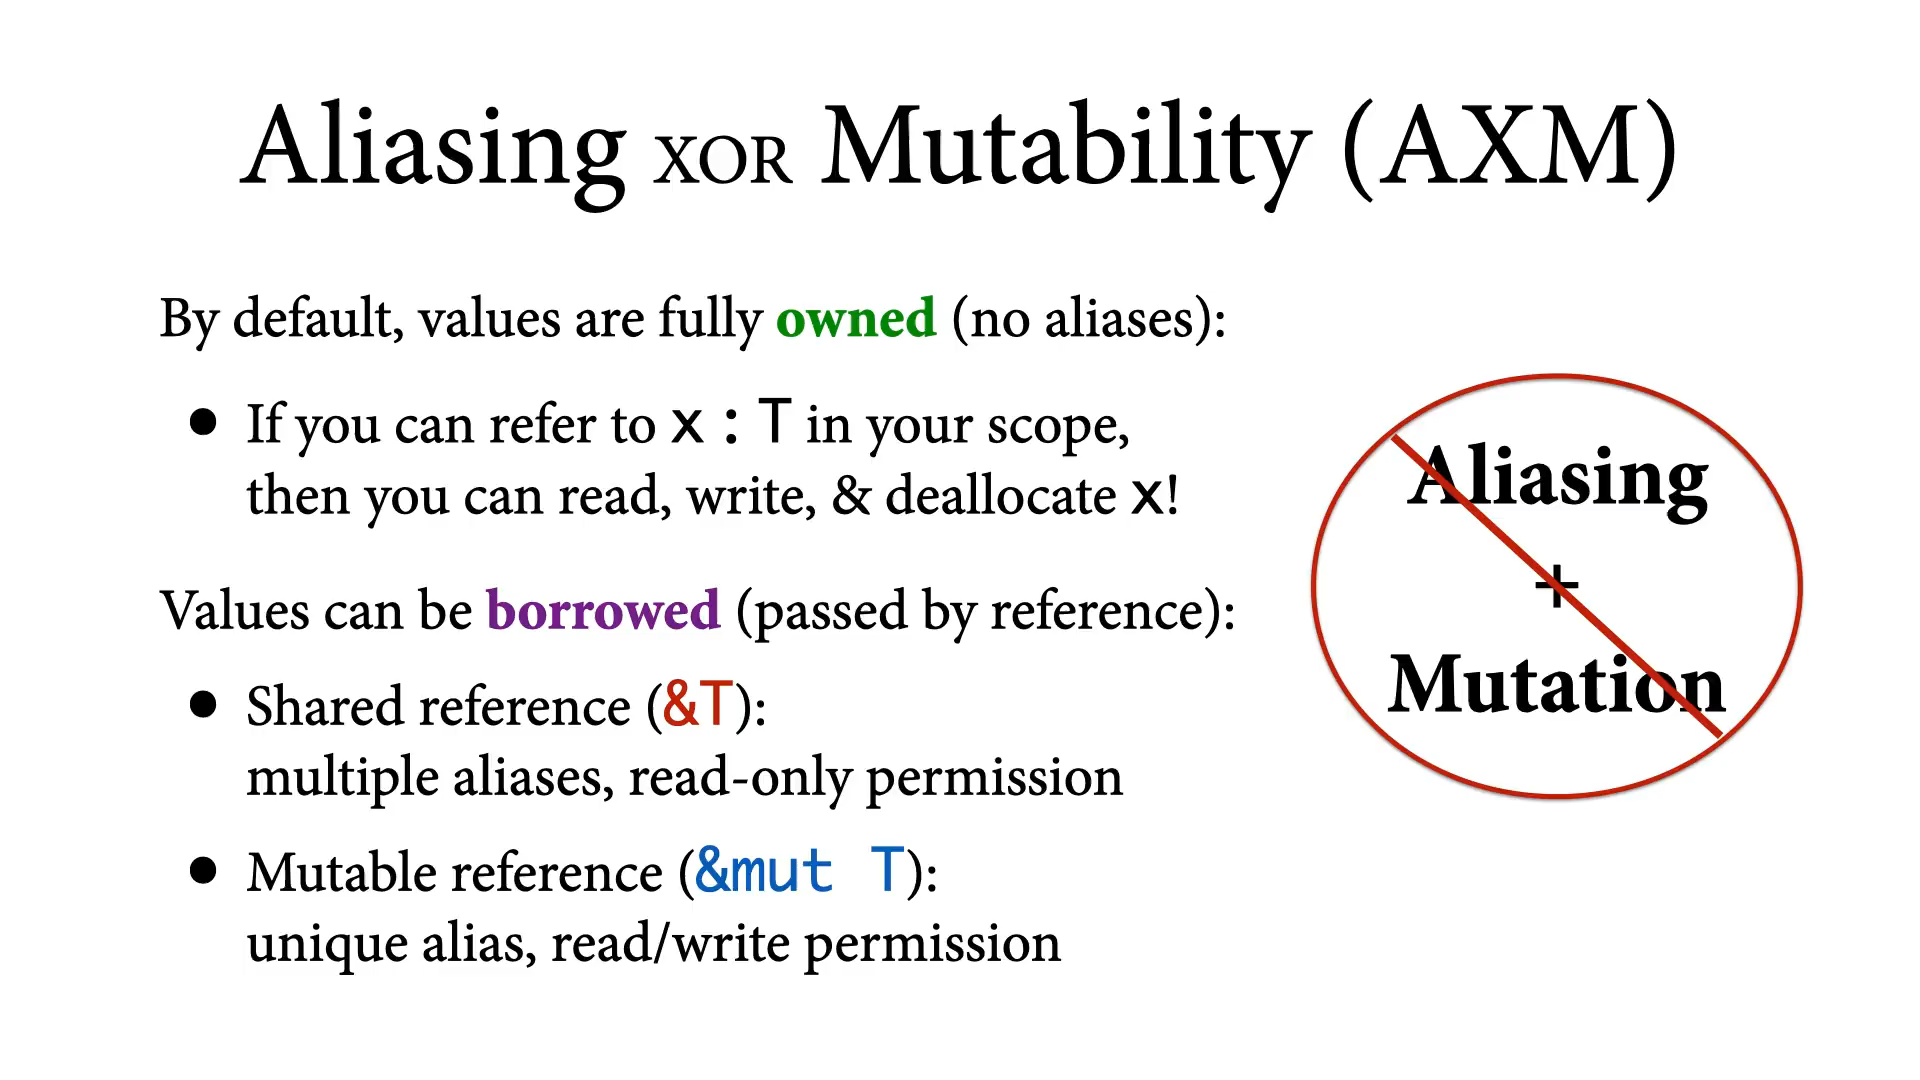 Aliasing XOR Mutability (AXM)
By default, values are fully owned (no aliases):
• If you can refer to x : T in your scope,
then you can read, write, & deallocate x!
Values can be borrowed (passed by reference):
• Shared reference (&T):
multiple aliases, read-only permission
• Mutable reference (&mut T):
unique alias, read/write permission
Aliasing
+
Mutation